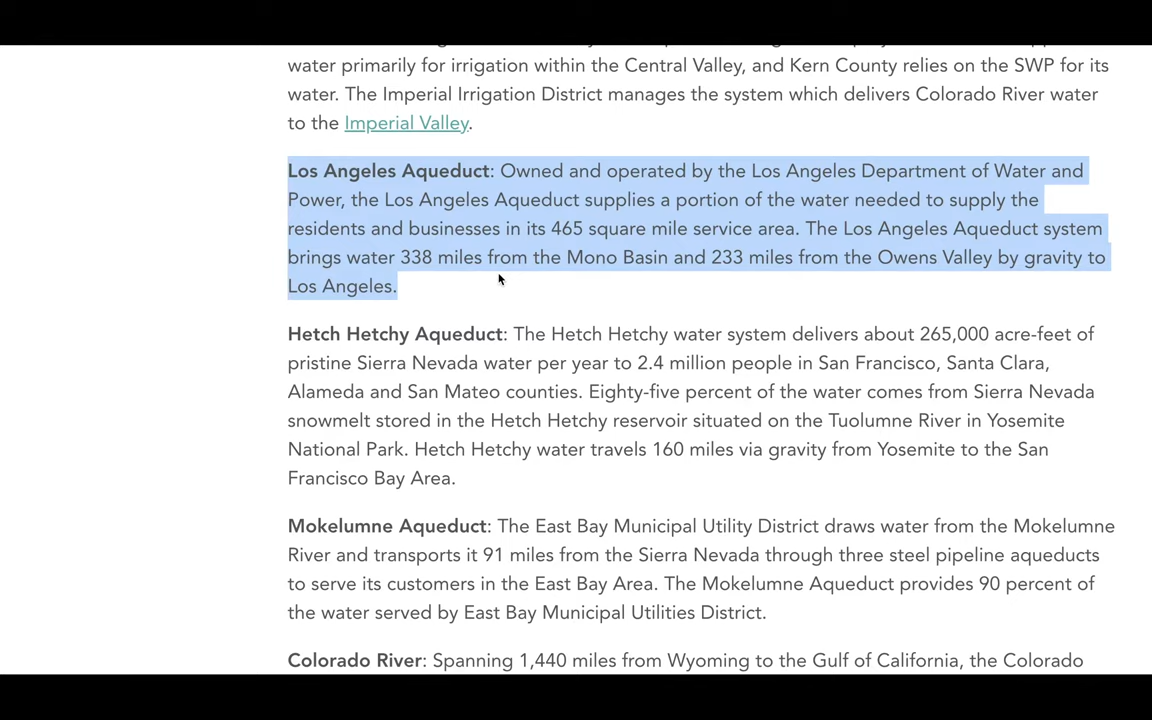 water primarily for irrigation within the Central Valley, and Kern County relies on the SWP for its
water. The Imperial Irrigation District manages the system which delivers Colorado River water
to the Imperial Valley.
Los Angeles Aqueduct: Owned and operated by the Los Angeles Department of Water and
Power, the Los Angeles Aqueduct supplies a portion of the water needed to supply the
residents and businesses in its 465 square mile service area. The Los Angeles Aqueduct system
brings water 338 miles from the Mono Basin and 233 miles from the Owens Valley by gravity to
Los Angeles.
Hetch Hetchy Aqueduct: The Hetch Hetchy water system delivers about 265,000 acre-feet of
pristine Sierra Nevada water per year to 2.4 million people in San Francisco, Santa Clara,
Alameda and San Mateo counties. Eighty-five percent of the water comes from Sierra Nevada
snowmelt stored in the Hetch Hetchy reservoir situated on the Tuolumne River in Yosemite
National Park. Hetch Hetchy water travels 160 miles via gravity from Yosemite to the San
Francisco Bay Area.
Mokelumne Aqueduct: The East Bay Municipal Utility District draws water from the Mokelumne
River and transports it 91 miles from the Sierra Nevada through three steel pipeline aqueducts
to serve its customers in the East Bay Area. The Mokelumne Aqueduct provides 90 percent of
the water served by East Bay Municipal Utilities District.
Colorado River: Spanning 1,440 miles from Wyoming to the Gulf of California, the Colorado